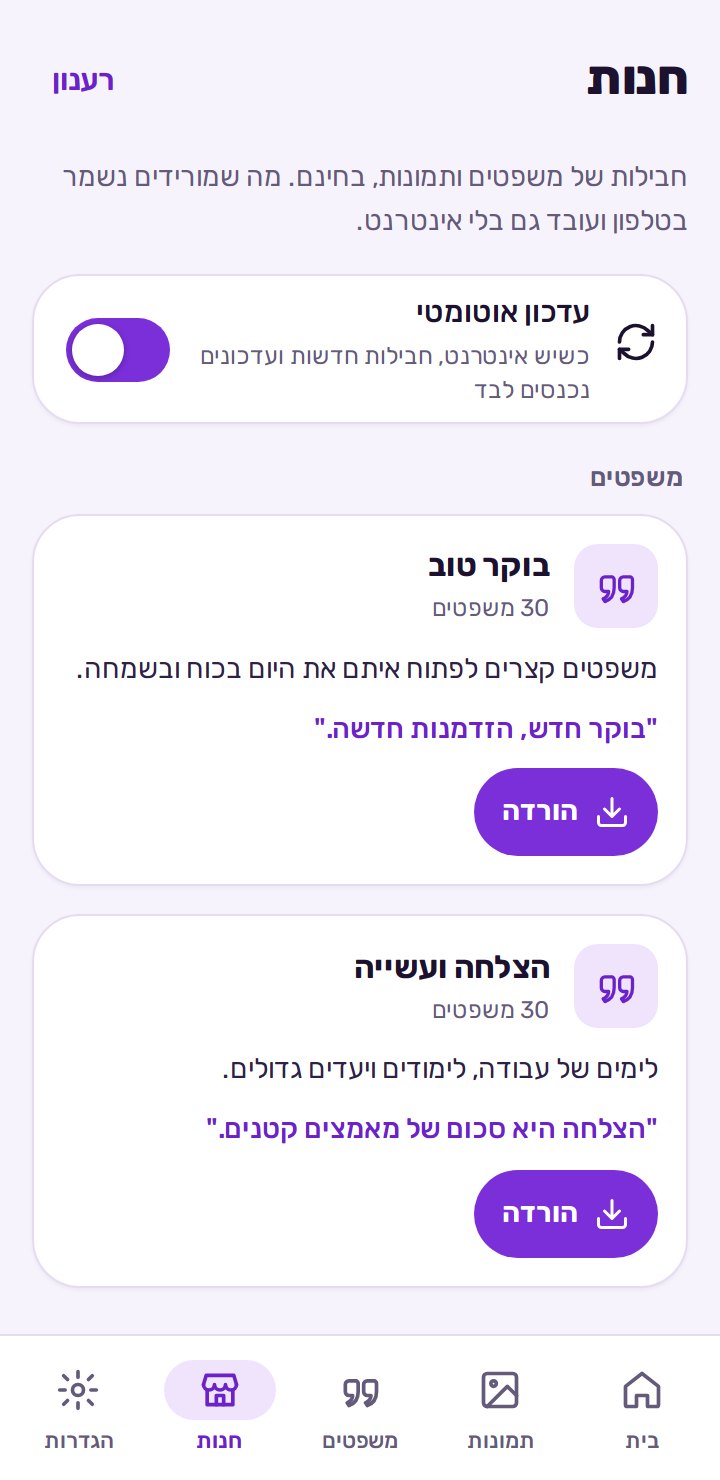 חנות
רענון
חבילות של משפטים ותמונות, בחינם. מה שמורידים נשמר
בטלפון ועובד גם בלי אינטרנט.
עדכון אוטומטי
כשיש אינטרנט, חבילות חדשות ועדכונים
נכנסים לבד
משפטים
בוקר טוב
30 משפטים
משפטים קצרים לפתוח איתם את היום בכוח ובשמחה.
"בוקר חדש, הזדמנות חדשה."
הורדה
הצלחה ועשייה
30 משפטים
לימים של עבודה, לימודים ויעדים גדולים.
"הצלחה היא סכום של מאמצים קטנים."
הורדה
בית
תמונות
משפטים
חנות
הגדרות